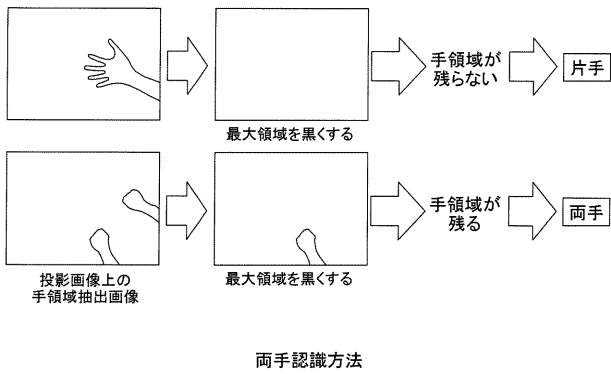 手領域が
残らない
片手
最大領域を黒くする
手領域が
残る
両手
投影画像上の
手領域抽出画像
最大領域を黒くする
両手認識方法